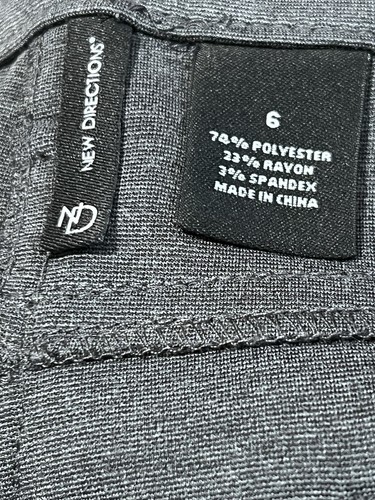 NEW DIRECTIONS®
ND
6
74% POLYESTER
23% RAYON
3% SPANDEX
MADE IN CHINA